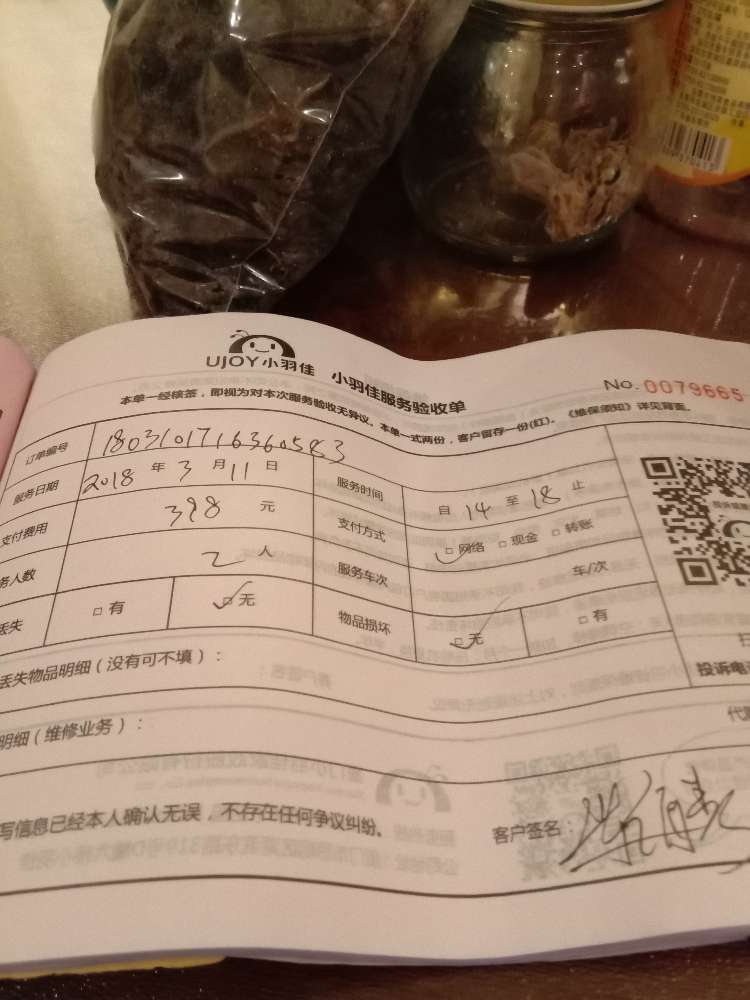 UJOY小羽佳 小羽佳服务验收单
No. 0079665
本单一经核签，即视为对本次服务验收无异议。本单一式两份，客户留存一份(红)。《维保须知》详见背面。
订单编号 1803101716360583
服务日期 2018 年 3 月 11 日 服务时间 自 14 至 18 止
支付费用 398 元 支付方式 □网络 □现金 □转账
务人数 2 人 服务车次 车/次
丢失 □有 □无 物品损坏 □无 □有
丢失物品明细（没有可不填）：
投诉电
明细（维修业务）：
写信息已经本人确认无误，不存在任何争议纠纷。 客户签名：